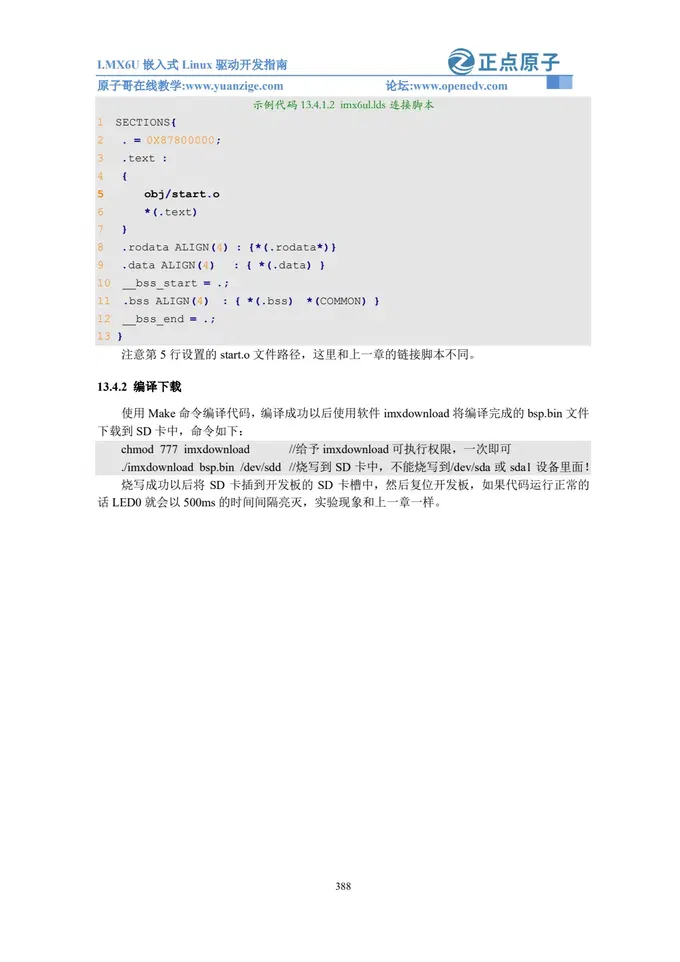 I.MX6U 嵌入式 Linux 驱动开发指南
正点原子
原子哥在线教学:www.yuanzige.com 论坛:www.openedv.com
示例代码 13.4.1.2 imx6ul.lds 连接脚本
1 SECTIONS{
2 . = 0X87800000;
3 .text :
4 {
5 obj/start.o
6 *(.text)
7 }
8 .rodata ALIGN(4) : {*(.rodata*)}
9 .data ALIGN(4) : { *(.data) }
10 __bss_start = .;
11 .bss ALIGN(4) : { *(.bss) *(COMMON) }
12 __bss_end = .;
13 }
注意第 5 行设置的 start.o 文件路径，这里和上一章的链接脚本不同。
13.4.2 编译下载
使用 Make 命令编译代码，编译成功以后使用软件 imxdownload 将编译完成的 bsp.bin 文件
下载到 SD 卡中，命令如下：
chmod 777 imxdownload //给予 imxdownload 可执行权限，一次即可
./imxdownload bsp.bin /dev/sdd //烧写到 SD 卡中，不能烧写到/dev/sda 或 sda1 设备里面！
烧写成功以后将 SD 卡插到开发板的 SD 卡槽中，然后复位开发板，如果代码运行正常的
话 LED0 就会以 500ms 的时间间隔亮灭，实验现象和上一章一样。
388